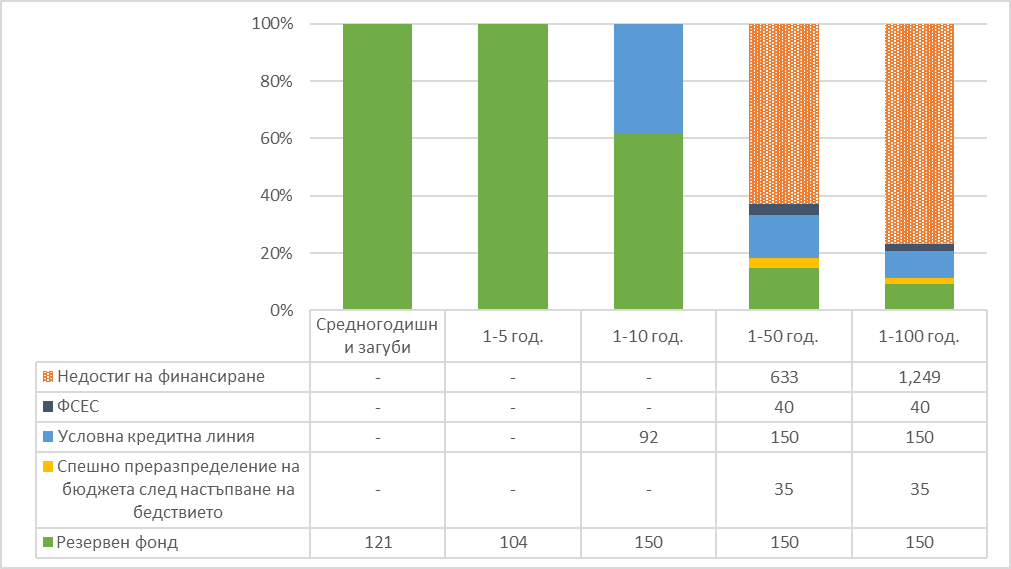 100%
80%
60%
40%
20%
0%
Средногодишн
и загуби
1-5 год.
1-10 год.
1-50 год.
1-100 год.
Недостиг на финансиране - - - 633 1,249
ФСЕС - - - 40 40
Условна кредитна линия - - 92 150 150
Спешно преразпределение на
бюджета след настъпване на
бедствието
- - - 35 35
Резервен фонд 121 104 150 150 150